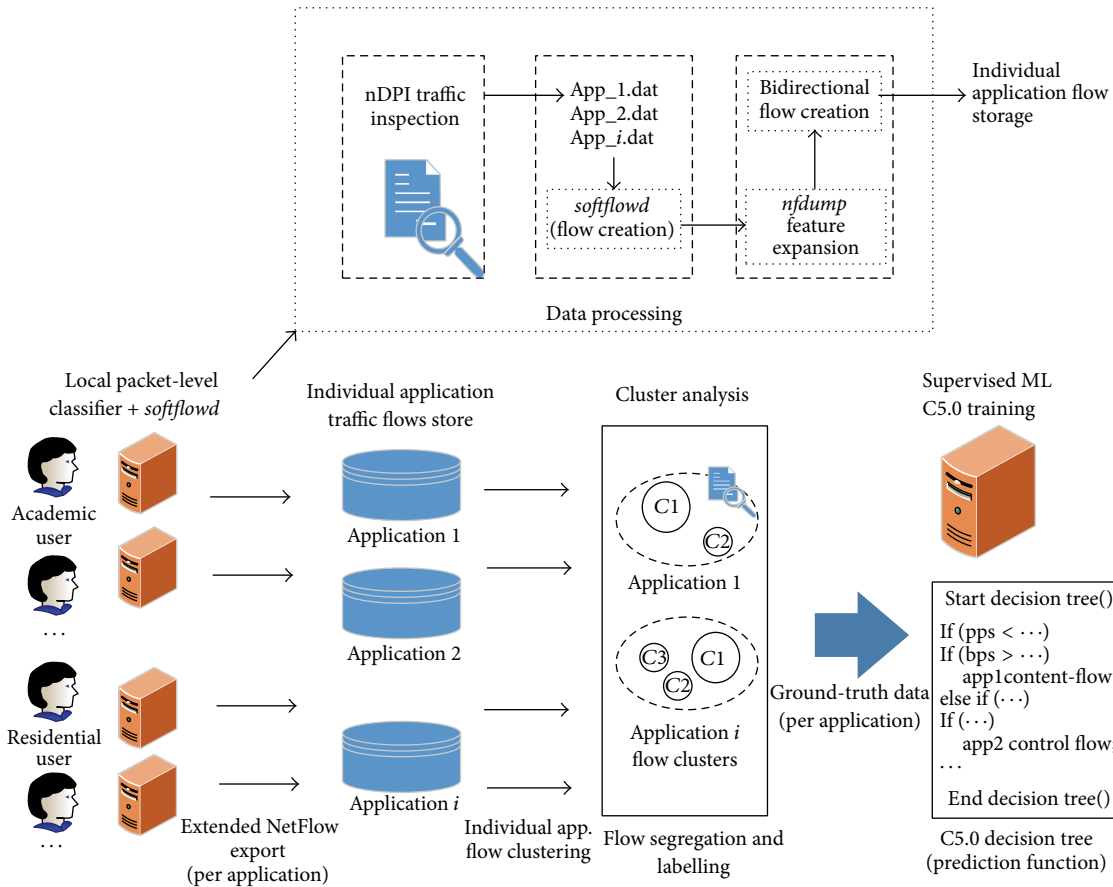 nDPI traffic
inspection
App_1.dat
App_2.dat
App_i.dat
softflowd
(flow creation)
Bidirectional
flow creation
nfdump
feature
expansion
Individual
application flow
storage
Data processing
Local packet-level
classifier + softflowd
Individual application
traffic flows store
Cluster analysis
Supervised ML
C5.0 training
Academic
user
...
Residential
user
...
Extended NetFlow
export
(per application)
Application 1
Application 2
Application i
Individual app.
flow clustering
C1
C2
Application 1
C3
C1
C2
Application i
flow clusters
Flow segregation and
labelling
Ground-truth data
(per application)
Start decision tree()
If (pps < ···)
If (bps > ···)
app1content-flow;
else if (···)
If (···)
app2 control flow;
...
End decision tree()
C5.0 decision tree
(prediction function)